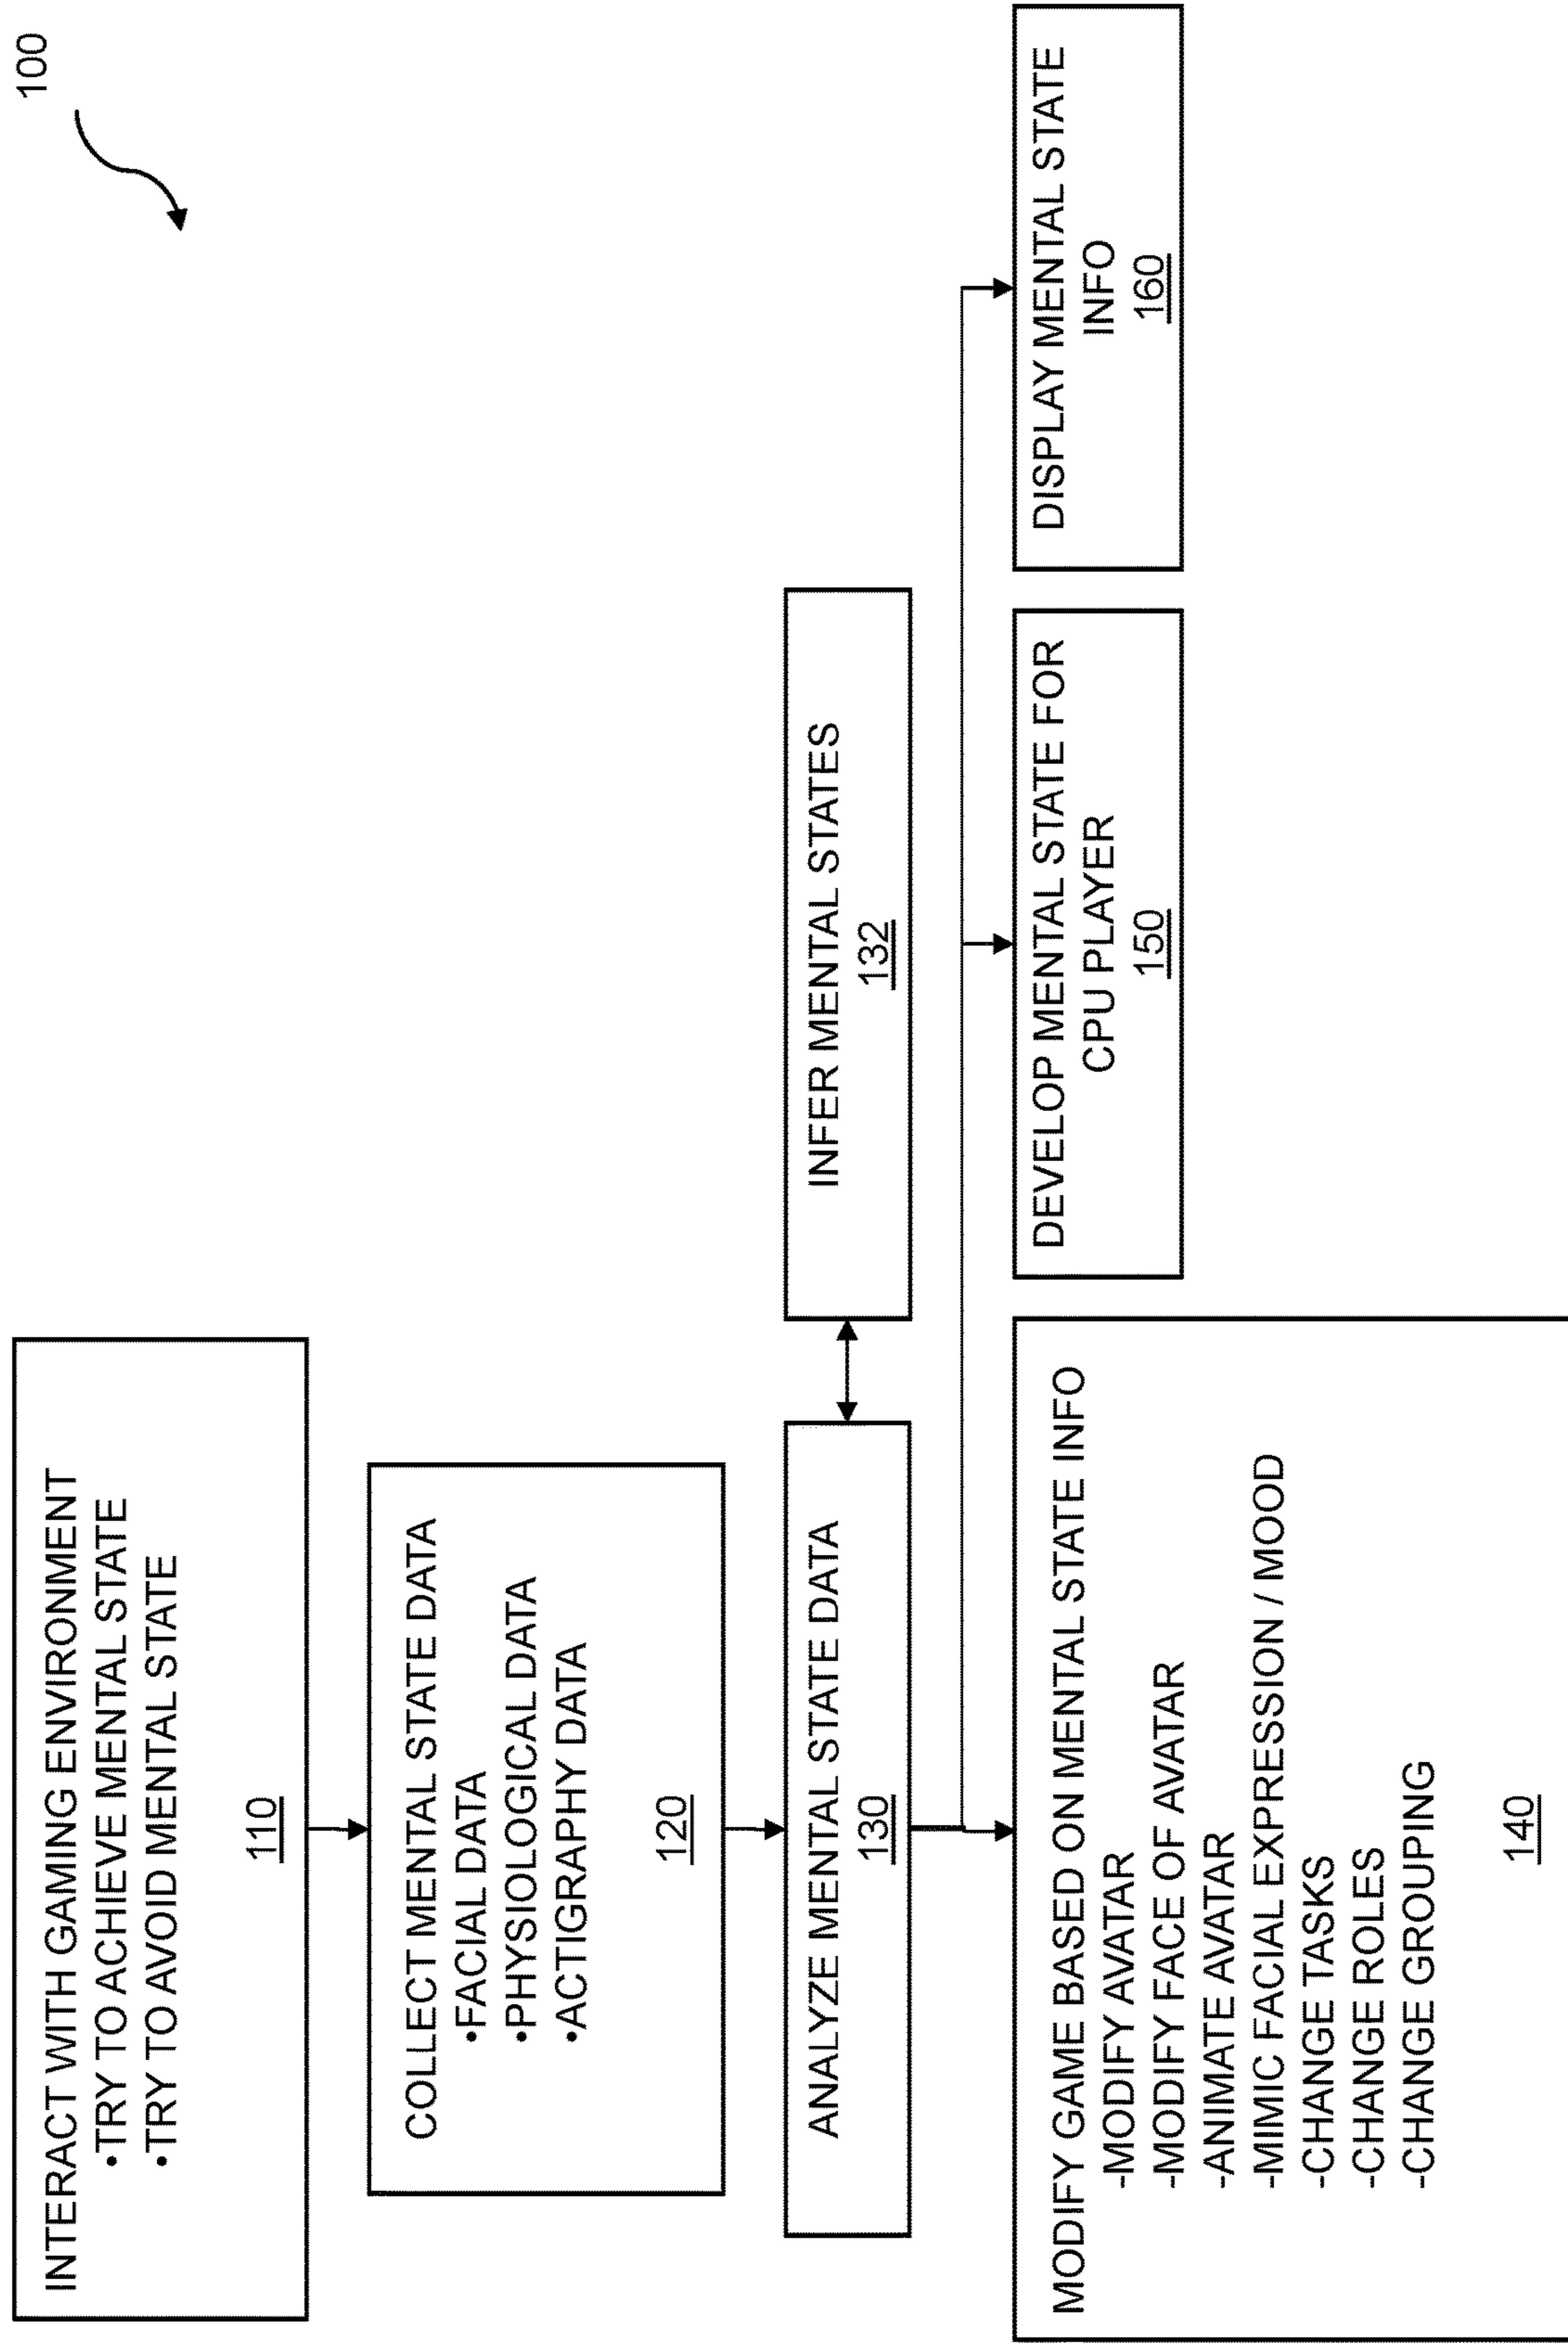 100
INTERACT WITH GAMING ENVIRONMENT
•TRY TO ACHIEVE MENTAL STATE
•TRY TO AVOID MENTAL STATE
110
COLLECT MENTAL STATE DATA
•FACIAL DATA
•PHYSIOLOGICAL DATA
•ACTIGRAPHY DATA
120
ANALYZE MENTAL STATE DATA
130
INFER MENTAL STATES
132
MODIFY GAME BASED ON MENTAL STATE INFO
-MODIFY AVATAR
-MODIFY FACE OF AVATAR
-ANIMATE AVATAR
-MIMIC FACIAL EXPRESSION / MOOD
-CHANGE TASKS
-CHANGE ROLES
-CHANGE GROUPING
140
DEVELOP MENTAL STATE FOR
CPU PLAYER
150
DISPLAY MENTAL STATE
INFO
160